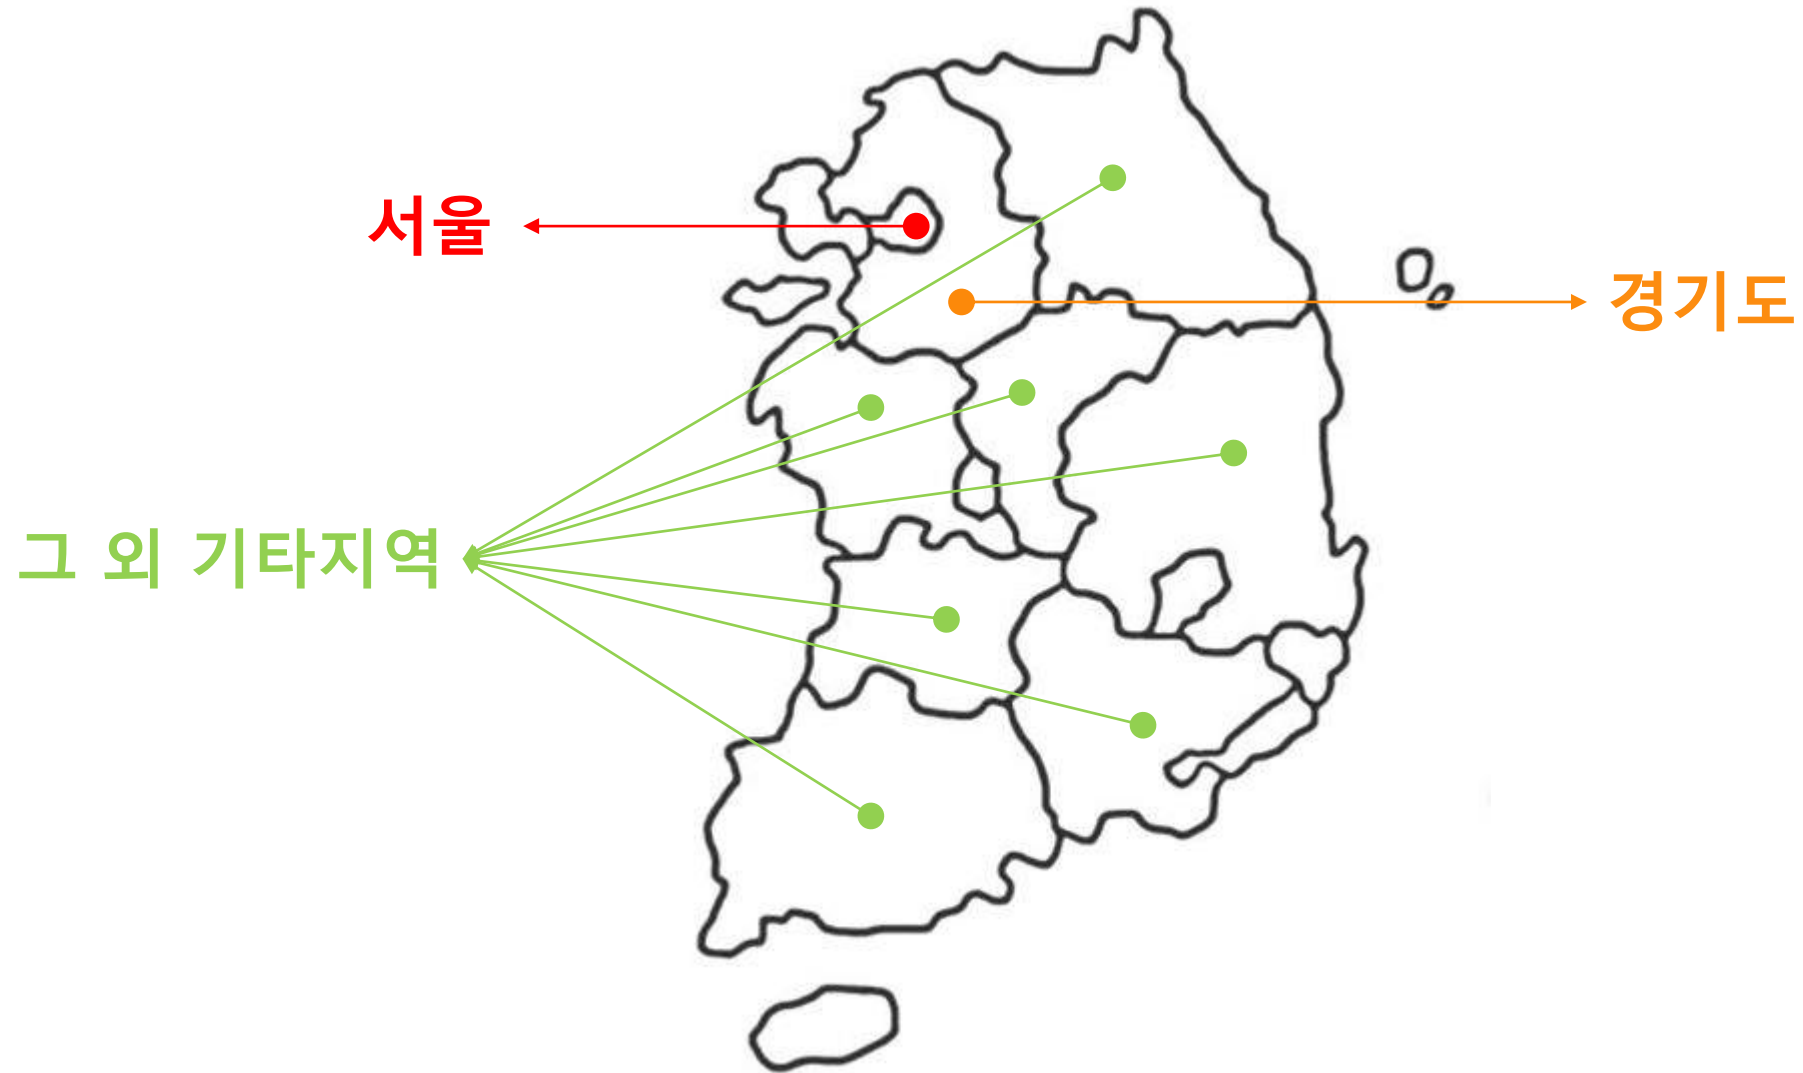 서울
경기도
그 외 기타지역